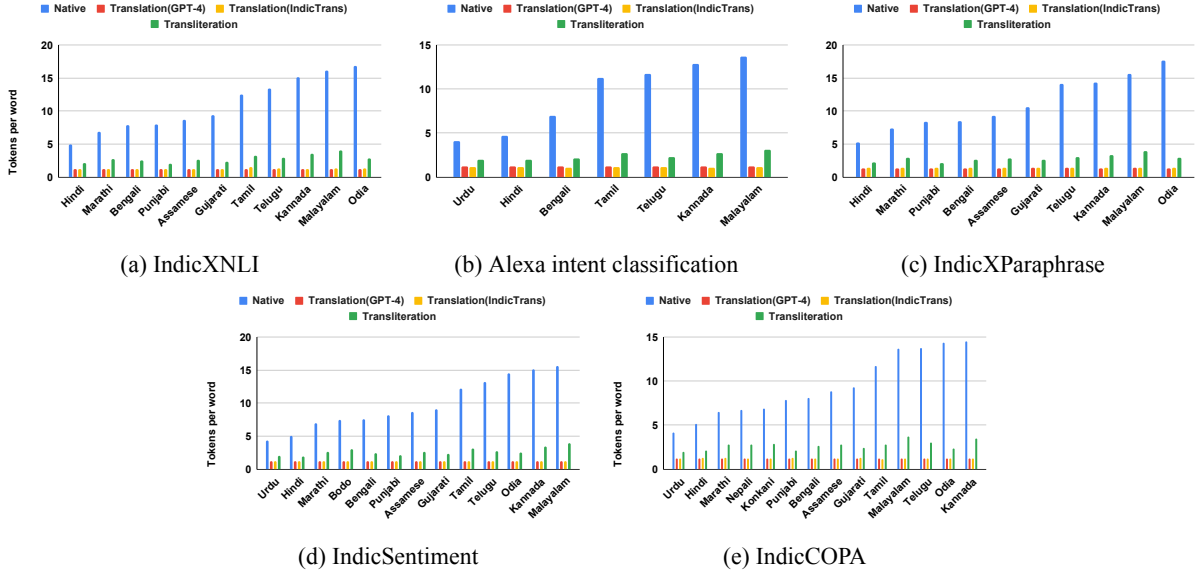 Native Translation(GPT-4) Translation(IndicTrans)
Transliteration
Tokens per word
20
15
10
5
0
Hindi Marathi Bengali Punjabi Assamese Gujarati Tamil Telugu Kannada Malayalam Odia
(a) IndicXNLI
Native Translation(GPT-4) Translation(IndicTrans)
Transliteration
15
10
5
0
Urdu Hindi Bengali Tamil Telugu Kannada Malayalam
(b) Alexa intent classification
Native Translation(GPT-4) Translation(IndicTrans)
Transliteration
Tokens per word
20
15
10
5
0
Hindi Marathi Punjabi Bengali Assamese Gujarati Telugu Kannada Malayalam Odia
(c) IndicXParaphrase
Native Translation(GPT-4) Translation(IndicTrans)
Transliteration
Tokens per word
20
15
10
5
0
Urdu Hindi Marathi Bodo Bengali Punjabi Assamese Gujarati Tamil Telugu Odia Kannada Malayalam
(d) IndicSentiment
Native Translation(GPT-4) Translation(IndicTrans)
Transliteration
Tokens per word
15
10
5
0
Urdu Hindi Marathi Nepali Konkani Punjabi Bengali Assamese Gujarati Tamil Malayalam Telugu Odia Kannada
(e) IndicCOPA